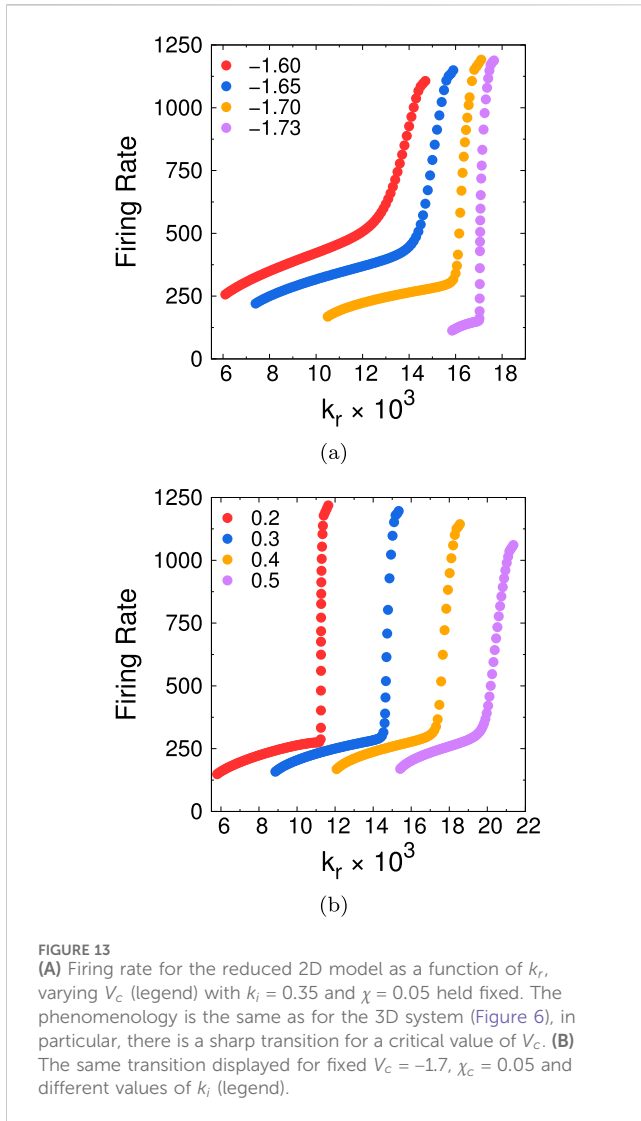 1250
1000
750
500
250
0
Firing Rate
−1.60
−1.65
−1.70
−1.73
6 8 10 12 14 16 18
kᵣ × 10³
(a)
1250
1000
750
500
250
0
Firing Rate
0.2
0.3
0.4
0.5
6 8 10 12 14 16 18 20 22
kᵣ × 10³
(b)
FIGURE 13
(A) Firing rate for the reduced 2D model as a function of kᵣ,
varying V_c (legend) with kᵢ = 0.35 and χ = 0.05 held fixed. The
phenomenology is the same as for the 3D system (Figure 6), in
particular, there is a sharp transition for a critical value of V_c. (B)
The same transition displayed for fixed V_c = −1.7, χ_c = 0.05 and
different values of kᵢ (legend).